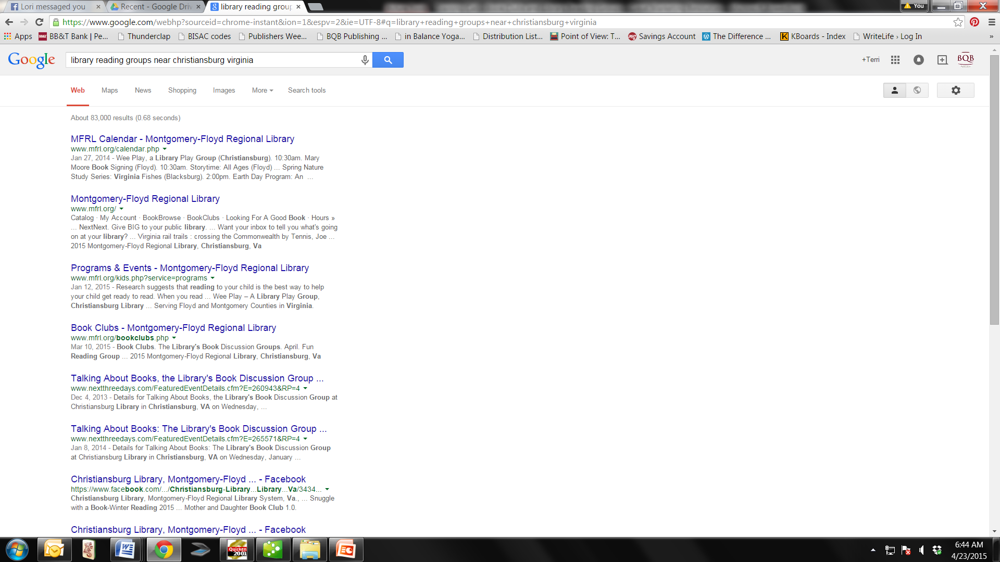 Lori messaged you
Recent - Google Driv
library reading group
You
https://www.google.com/webhp?sourceid=chrome-instant&ion=1&espv=2&ie=UTF-8#q=library+reading+groups+near+christiansburg+virginia
Apps
BB&T Bank | Pe...
Thunderclap
BISAC codes
Publishers Wee...
BQB Publishing ...
in Balance Yoga...
Distribution List...
Point of View: T...
Savings Account
The Difference ...
KBoards - Index
WriteLife › Log In
»
Google
library reading groups near christiansburg virginia
+Terri
BQB
Web
Maps
News
Shopping
Images
More
Search tools
About 83,000 results (0.68 seconds)
MFRL Calendar - Montgomery-Floyd Regional Library
www.mfrl.org/calendar.php
Jan 27, 2014 - Wee Play, a Library Play Group (Christiansburg). 10:30am. Mary
Moore Book Signing (Floyd). 10:30am. Storytime: All Ages (Floyd) ... Spring Nature
Study Series: Virginia Fishes (Blacksburg). 2:00pm. Earth Day Program: An ...
Montgomery-Floyd Regional Library
www.mfrl.org/
Catalog · My Account · BookBrowse · BookClubs · Looking For A Good Book · Hours »
... NextNext. Give BIG to your public library. ... Want your inbox to tell you what's going
on at your library? ... Virginia rail trails : crossing the Commonwealth by Tennis, Joe ...
2015 Montgomery-Floyd Regional Library, Christiansburg, Va
Programs & Events - Montgomery-Floyd Regional Library
www.mfrl.org/kids.php?service=programs
Jan 12, 2015 - Research suggests that reading to your child is the best way to help
your child get ready to read. When you read ... Wee Play – A Library Play Group,
Christiansburg Library ... Serving Floyd and Montgomery Counties in Virginia.
Book Clubs - Montgomery-Floyd Regional Library
www.mfrl.org/bookclubs.php
Mar 10, 2015 - Book Clubs. The Library's Book Discussion Groups. April. Fun
Reading Group ... 2015 Montgomery-Floyd Regional Library, Christiansburg, Va
Talking About Books, the Library's Book Discussion Group ...
www.nextthreedays.com/FeaturedEventDetails.cfm?E=260943&RP=4
Dec 4, 2013 - Details for Talking About Books, the Library's Book Discussion Group at
Christiansburg Library in Christiansburg, VA on Wednesday, ...
Talking About Books: The Library's Book Discussion Group ...
www.nextthreedays.com/FeaturedEventDetails.cfm?E=265571&RP=4
Jan 8, 2014 - Details for Talking About Books: The Library's Book Discussion Group
at Christiansburg Library in Christiansburg, VA on Wednesday, January ...
Christiansburg Library, Montgomery-Floyd ... - Facebook
https://www.facebook.com/.../Christiansburg-Library...Library...Va/3434...
Christiansburg Library, Montgomery-Floyd Regional Library System, Va., ... Snuggle
with a Book-Winter Reading 2015 ... Mother and Daughter Book Club 1.0.
Christiansburg Library, Montgomery-Floyd ... - Facebook
Quicken
2001
6:44 AM
4/23/2015